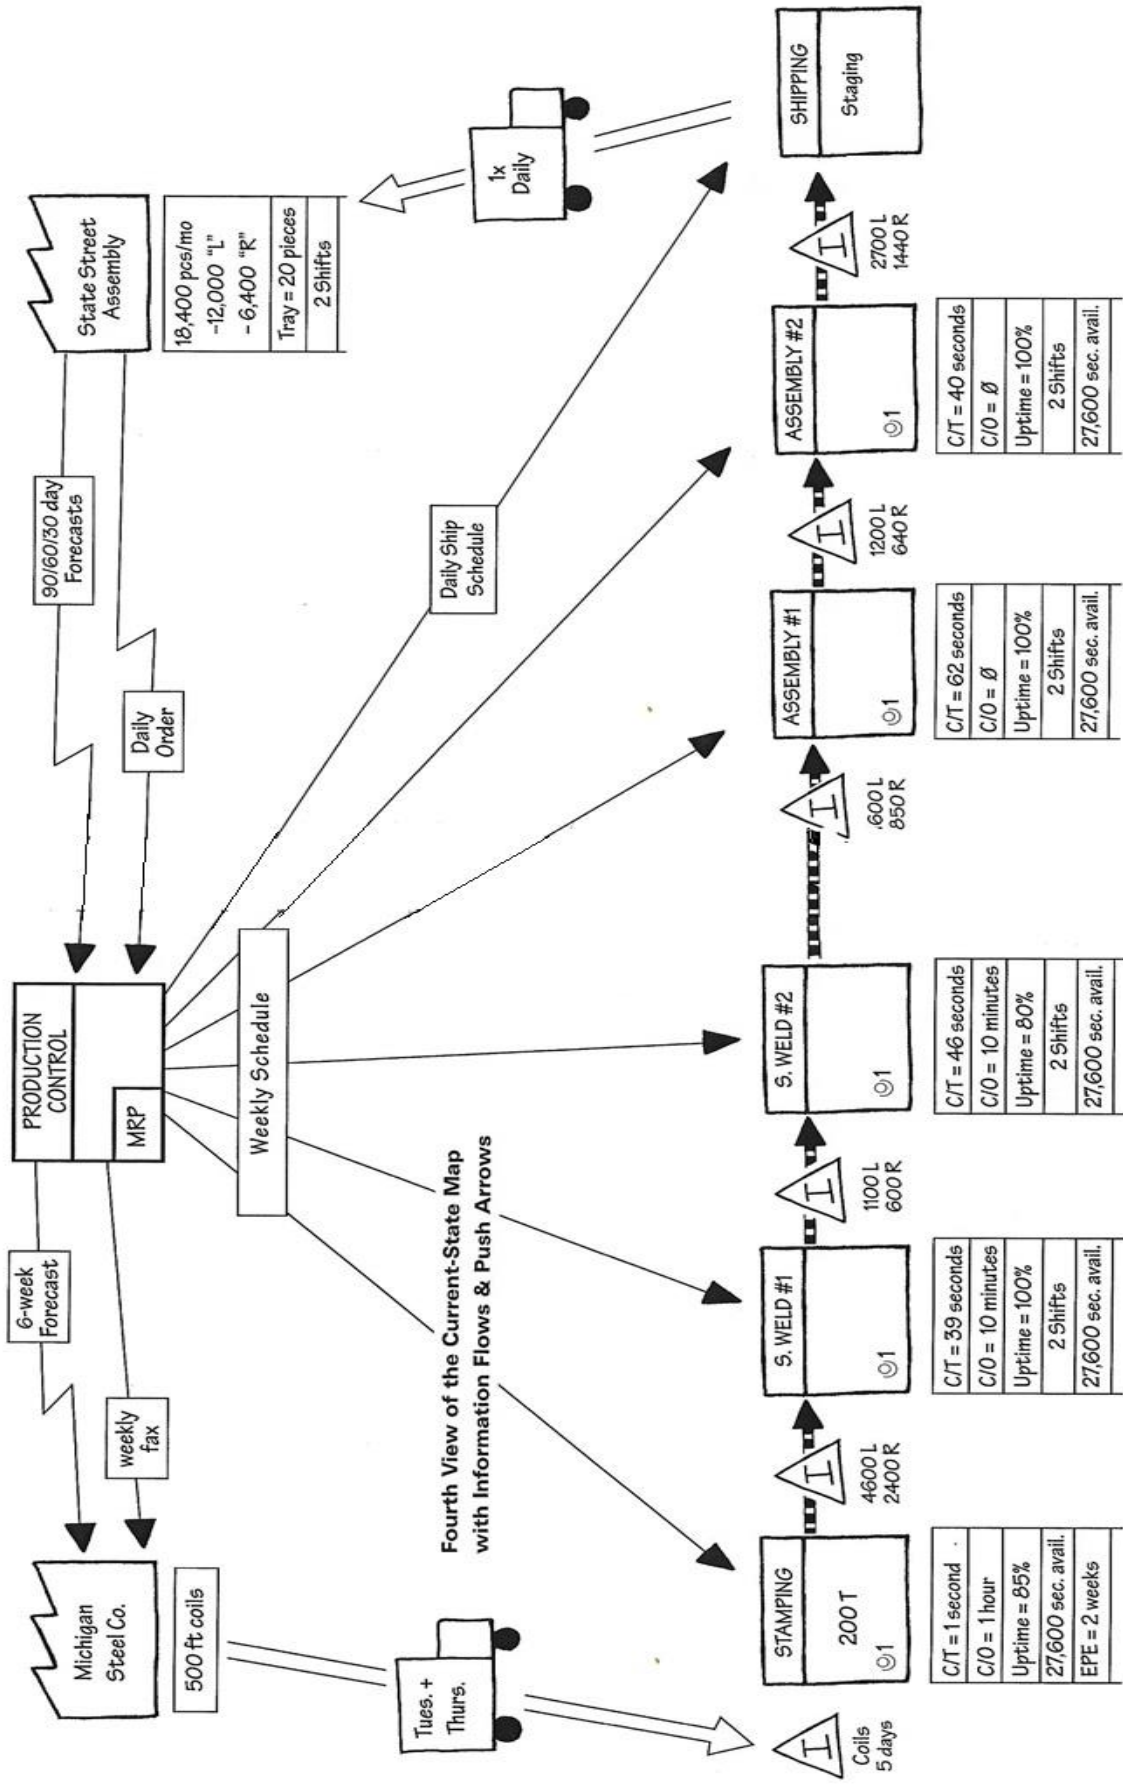 Michigan
Steel Co.
500 ft coils
Tues. +
Thurs.
Coils
5 days
6-week
Forecast
weekly
fax
PRODUCTION
CONTROL
MRP
90/60/30 day
Forecasts
Daily
Order
State Street
Assembly
18,400 pcs/mo
-12,000 "L"
- 6,400 "R"
Tray = 20 pieces
2 Shifts
1x
Daily
Weekly Schedule
Daily Ship
Schedule
Fourth View of the Current-State Map
with Information Flows & Push Arrows
STAMPING
200 T
1
C/T = 1 second
C/O = 1 hour
Uptime = 85%
27,600 sec. avail.
EPE = 2 weeks
I
4600 L
2400 R
S. WELD #1
1
C/T = 39 seconds
C/O = 10 minutes
Uptime = 100%
2 Shifts
27,600 sec. avail.
I
1100 L
600 R
S. WELD #2
1
C/T = 46 seconds
C/O = 10 minutes
Uptime = 80%
2 Shifts
27,600 sec. avail.
I
600 L
850 R
ASSEMBLY #1
1
C/T = 62 seconds
C/O = Ø
Uptime = 100%
2 Shifts
27,600 sec. avail.
I
1200 L
640 R
ASSEMBLY #2
1
C/T = 40 seconds
C/O = Ø
Uptime = 100%
2 Shifts
27,600 sec. avail.
I
2700 L
1440 R
SHIPPING
Staging
I